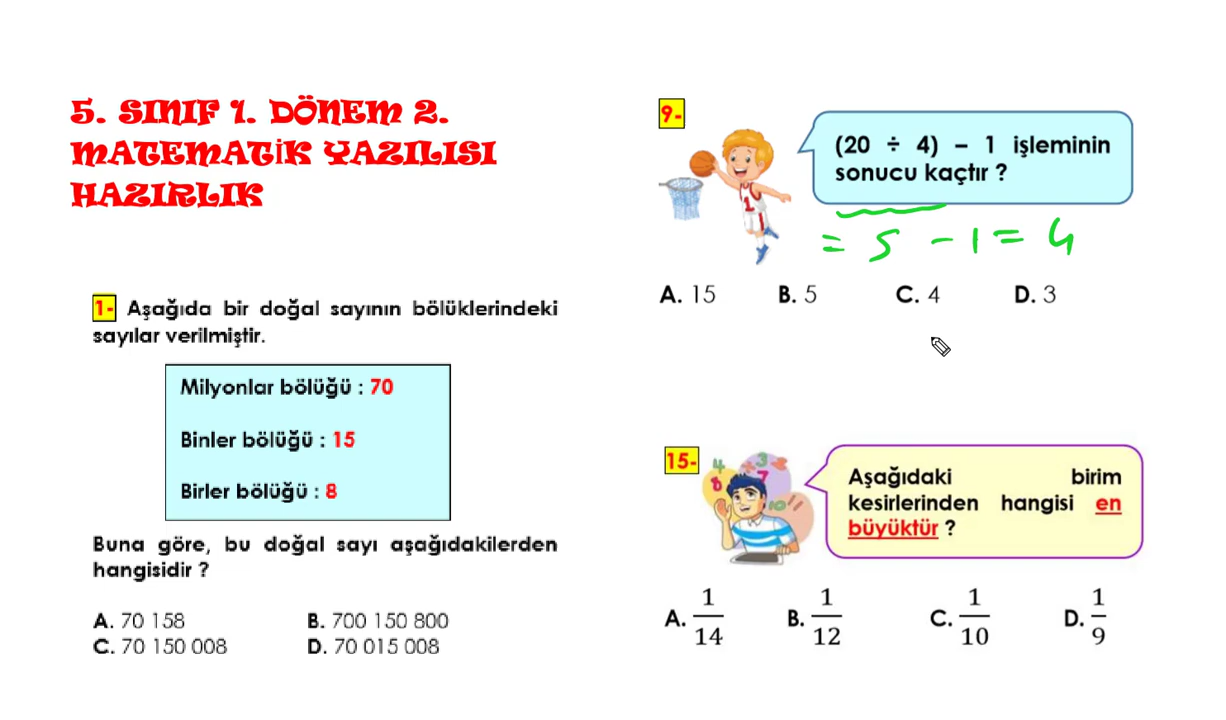 5. SINIF 1. DÖNEM 2.
MATEMATİK YAZILISI
HAZIRLIK
1- Aşağıda bir doğal sayının bölüklerindeki
sayılar verilmiştir.
Milyonlar bölüğü : 70
Binler bölüğü : 15
Birler bölüğü : 8
Buna göre, bu doğal sayı aşağıdakilerden
hangisidir ?
A. 70 158 B. 700 150 800
C. 70 150 008 D. 70 015 008
9-
(20 ÷ 4) – 1 işleminin
sonucu kaçtır ?
= 5 - 1 = 4
A. 15 B. 5 C. 4 D. 3
15-
Aşağıdaki birim
kesirlerinden hangisi en
büyüktür ?
A. 1/14 B. 1/12 C. 1/10 D. 1/9